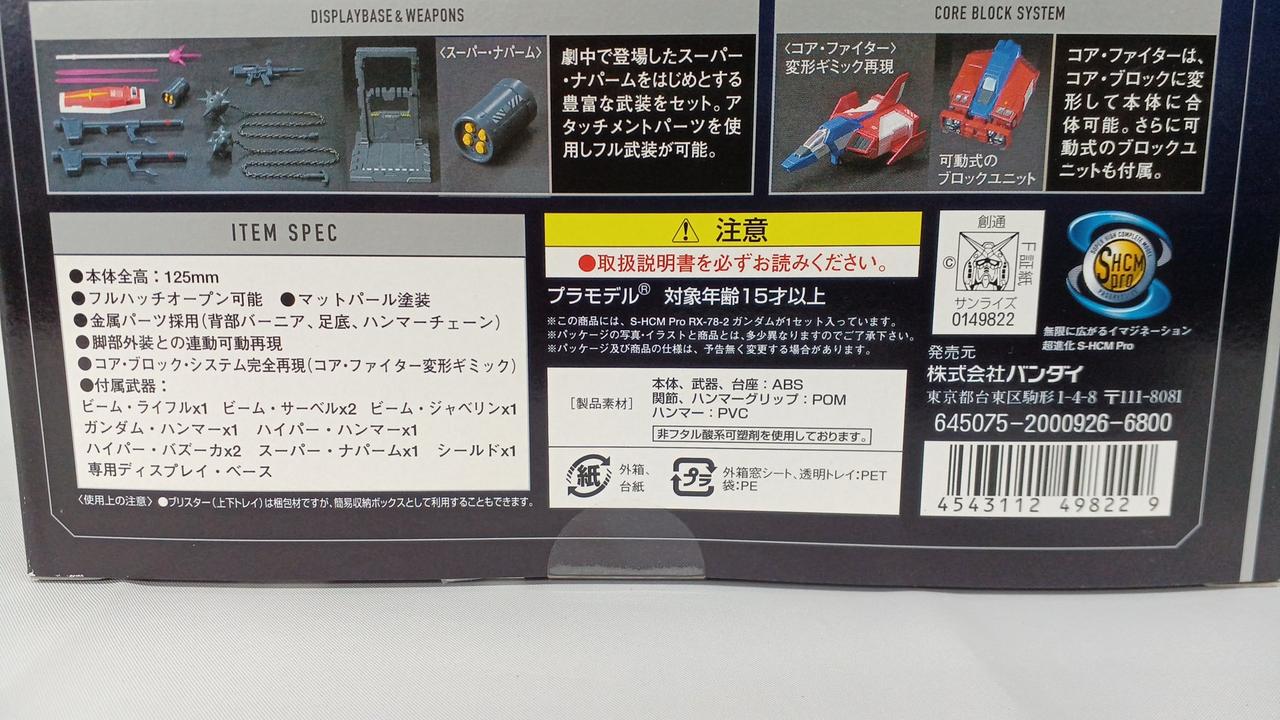 DISPLAYBASE & WEAPONS
〈スーパー・ナパーム〉
劇中で登場したスーパー
・ナパームをはじめとする
豊富な武装をセット。ア
タッチメントパーツを使
用しフル武装が可能。
CORE BLOCK SYSTEM
〈コア・ファイター〉
変形ギミック再現
可動式の
ブロックユニット
コア・ファイターは、
コア・ブロックに変
形して本体に合
体可能。さらに可
動式のブロックユ
ニットも付属。
ITEM SPEC
●本体全高：125mm
●フルハッチオープン可能 ●マットパール塗装
●金属パーツ採用（背部バーニア、足底、ハンマーチェーン）
●脚部外装との連動可動再現
●コア・ブロック・システム完全再現（コア・ファイター変形ギミック）
●付属武器：
ビーム・ライフルx1 ビーム・サーベルx2 ビーム・ジャベリンx1
ガンダム・ハンマーx1 ハイパー・ハンマーx1
ハイパー・バズーカx2 スーパー・ナパームx1 シールドx1
専用ディスプレイ・ベース
〈使用上の注意〉 ●ブリスター（上下トレイ）は梱包材ですが、簡易収納ボックスとして利用することもできます。
注意
●取扱説明書を必ずお読みください。
プラモデル® 対象年齢15才以上
※この商品には、S-HCM Pro RX-78-2 ガンダムが1セット入っています。
※パッケージの写真・イラストと商品とは、多少異なりますのでご了承下さい。
※パッケージ及び商品の仕様は、予告無く変更する場合があります。
［製品素材］
本体、武器、台座：ABS
関節、ハンマーグリップ：POM
ハンマー：PVC
非フタル酸系可塑剤を使用しております。
紙
外箱、
台紙
プラ
外箱窓シート、透明トレイ：PET
袋：PE
創通
©
証紙
サンライズ
0149822
SUPER HIGH COMPLETE MODEL
SHCM
pro
PROGRESSIVE
無限に広がるイマジネーション
超進化 S-HCM Pro
発売元
株式会社バンダイ
東京都台東区駒形1-4-8 〒111-8081
645075-2000926-6800
4543112 49822 9